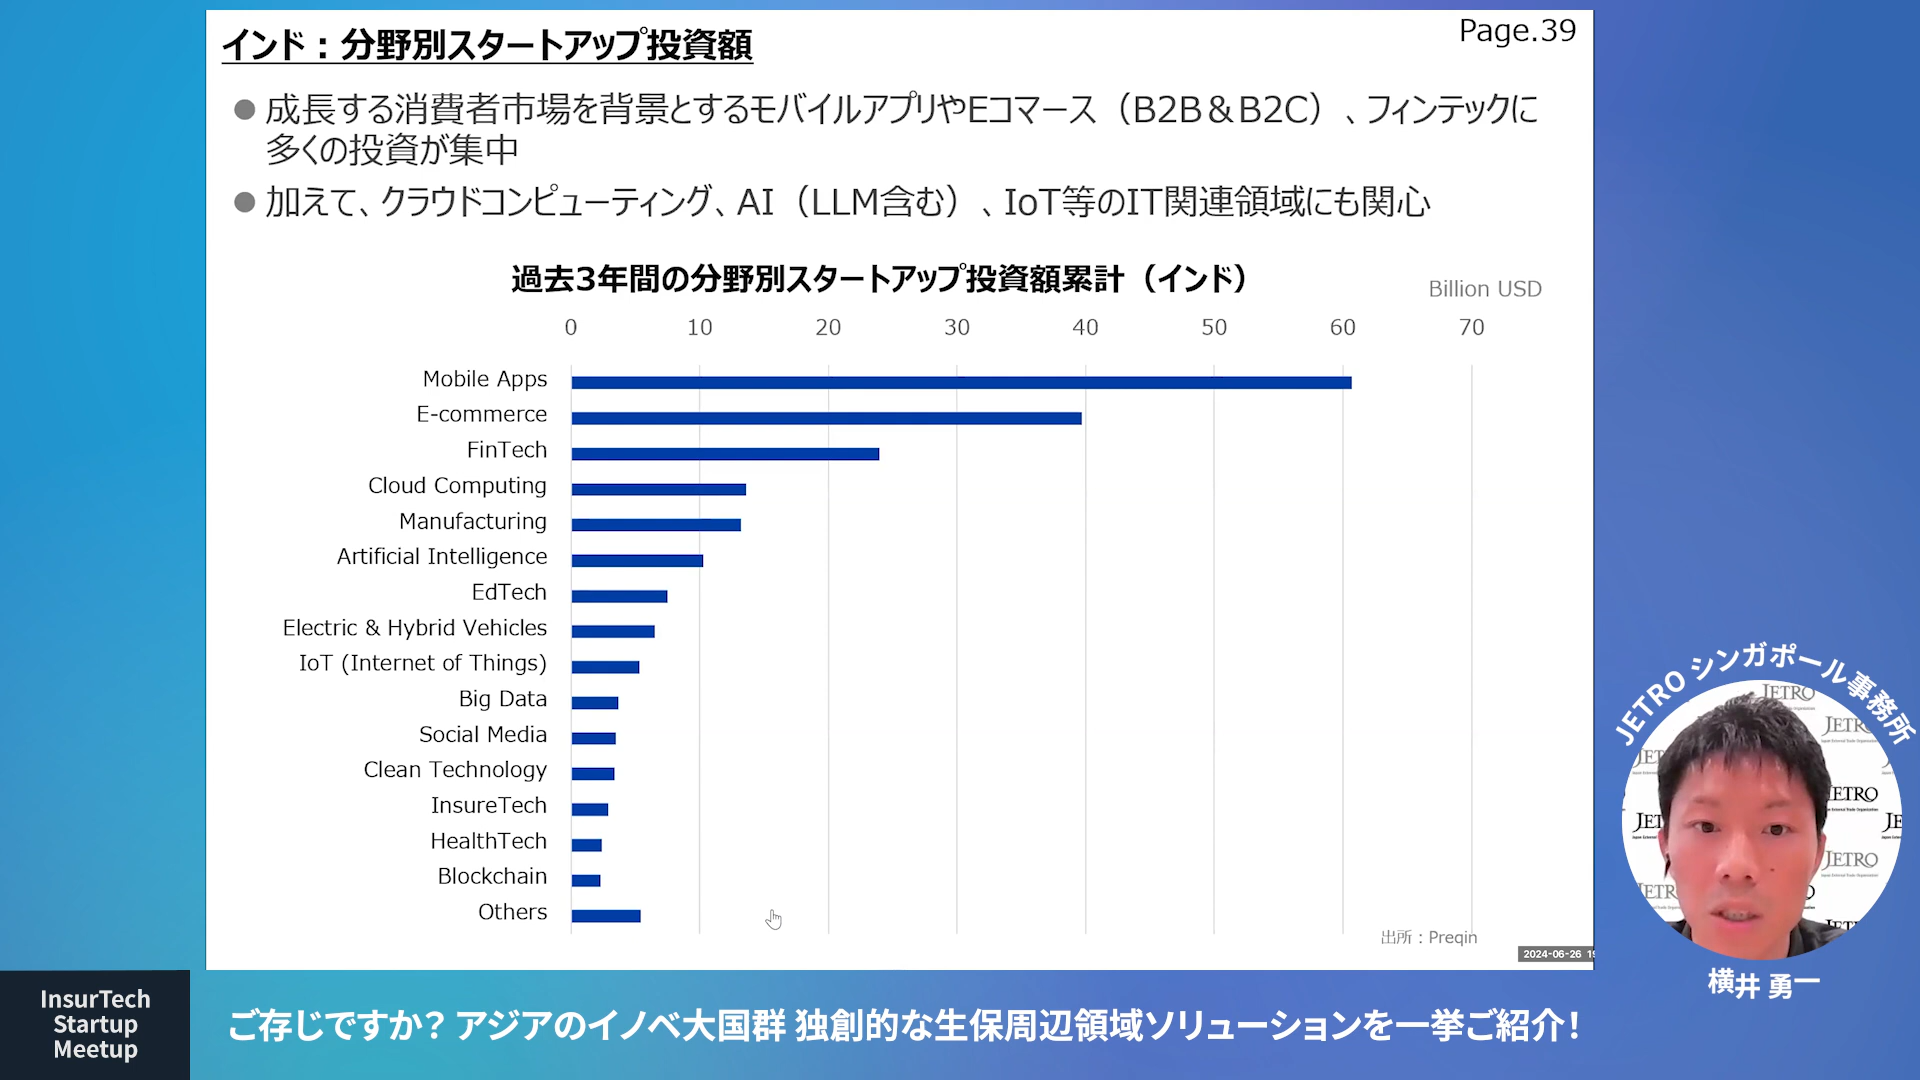 インド：分野別スタートアップ投資額
Page.39
● 成長する消費者市場を背景とするモバイルアプリやEコマース（B2B＆B2C）、フィンテックに
多くの投資が集中
● 加えて、クラウドコンピューティング、AI（LLM含む）、IoT等のIT関連領域にも関心
過去3年間の分野別スタートアップ投資額累計（インド）
Billion USD
0 10 20 30 40 50 60 70
Mobile Apps
E-commerce
FinTech
Cloud Computing
Manufacturing
Artificial Intelligence
EdTech
Electric & Hybrid Vehicles
IoT (Internet of Things)
Big Data
Social Media
Clean Technology
InsureTech
HealthTech
Blockchain
Others
出所：Preqin
2024-06-26
JETRO シンガポール事務所
JETRO
JETRO
JETRO
横井 勇一
InsurTech
Startup
Meetup
ご存じですか？ アジアのイノベ大国群 独創的な生保周辺領域ソリューションを一挙ご紹介！